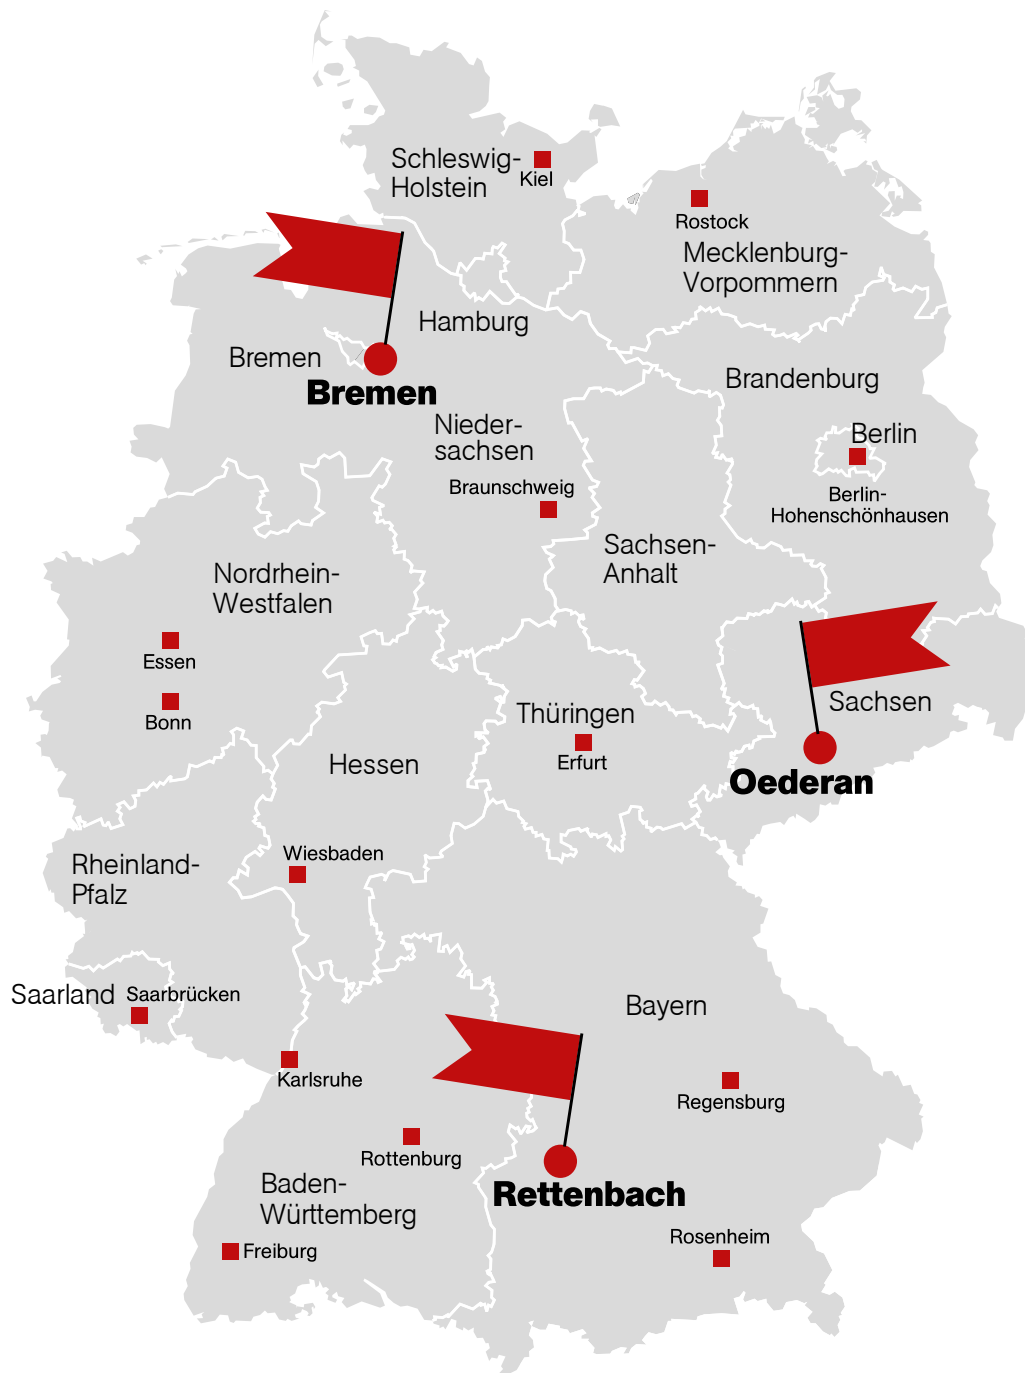 Schleswig-
Holstein
Kiel
Rostock
Mecklenburg-
Vorpommern
Hamburg
Bremen
Bremen
Brandenburg
Nieder-
sachsen
Berlin
Braunschweig
Berlin-
Hohenschönhausen
Sachsen-
Anhalt
Nordrhein-
Westfalen
Essen
Bonn
Sachsen
Thüringen
Erfurt
Hessen
Oederan
Wiesbaden
Rheinland-
Pfalz
Saarland
Saarbrücken
Bayern
Karlsruhe
Regensburg
Rottenburg
Baden-
Württemberg
Rettenbach
Rosenheim
Freiburg